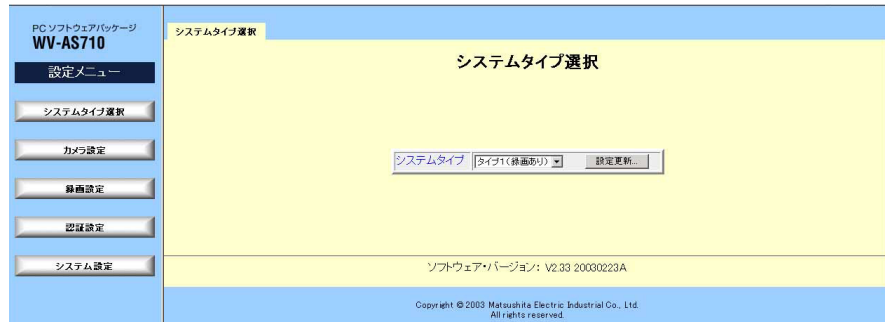 PC ソフトウェアパッケージ
WV-AS710
設定メニュー
システムタイプ選択
カメラ設定
録画設定
認証設定
システム設定
システムタイプ選択
システムタイプ選択
システムタイプ タイプ1(録画あり) 設定更新...
ソフトウェア・バージョン: V2.33 20030223A
Copyright © 2003 Matsushita Electric Industrial Co., Ltd.
All rights reserved.